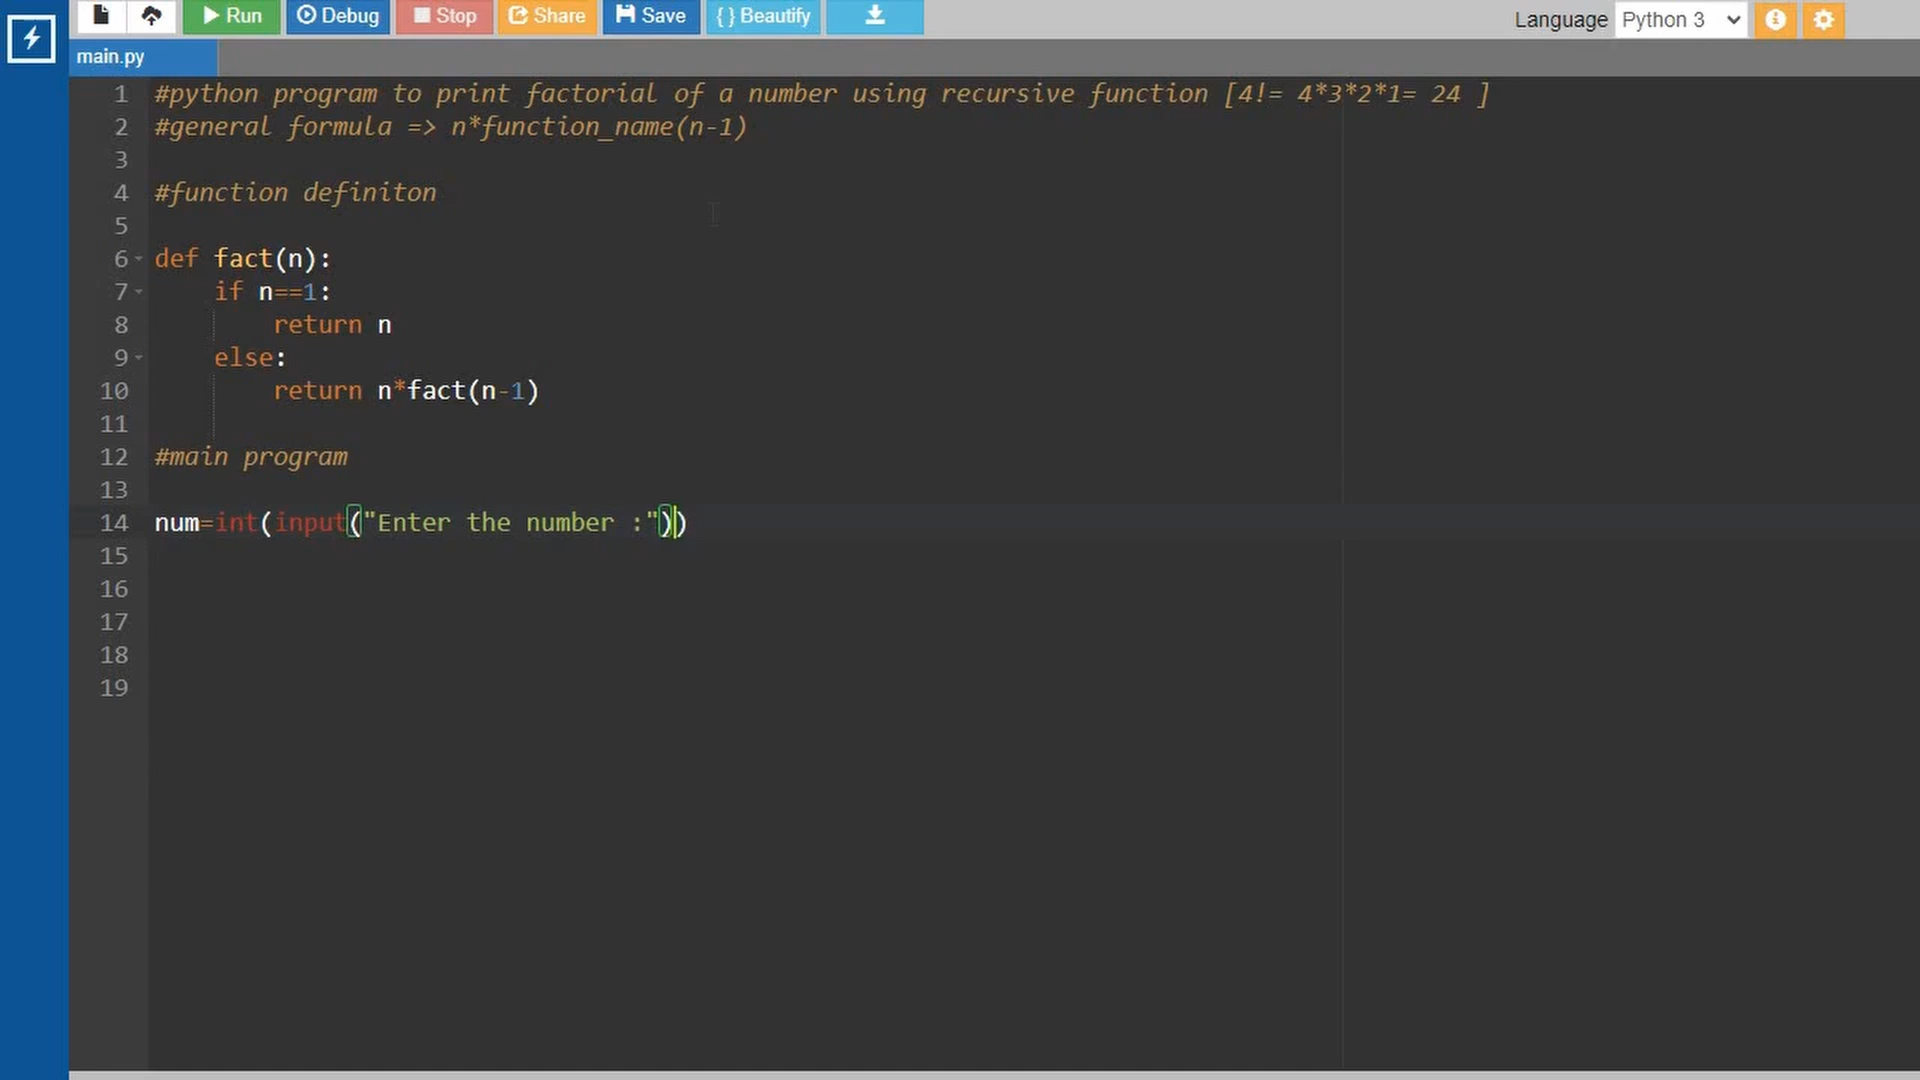 Run Debug Stop Share Save { } Beautify Language Python 3
main.py
1 #python program to print factorial of a number using recursive function [4!= 4*3*2*1= 24 ]
2 #general formula => n*function_name(n-1)
3
4 #function definiton
5
6 def fact(n):
7 if n==1:
8 return n
9 else:
10 return n*fact(n-1)
11
12 #main program
13
14 num=int(input("Enter the number :"))
15
16
17
18
19